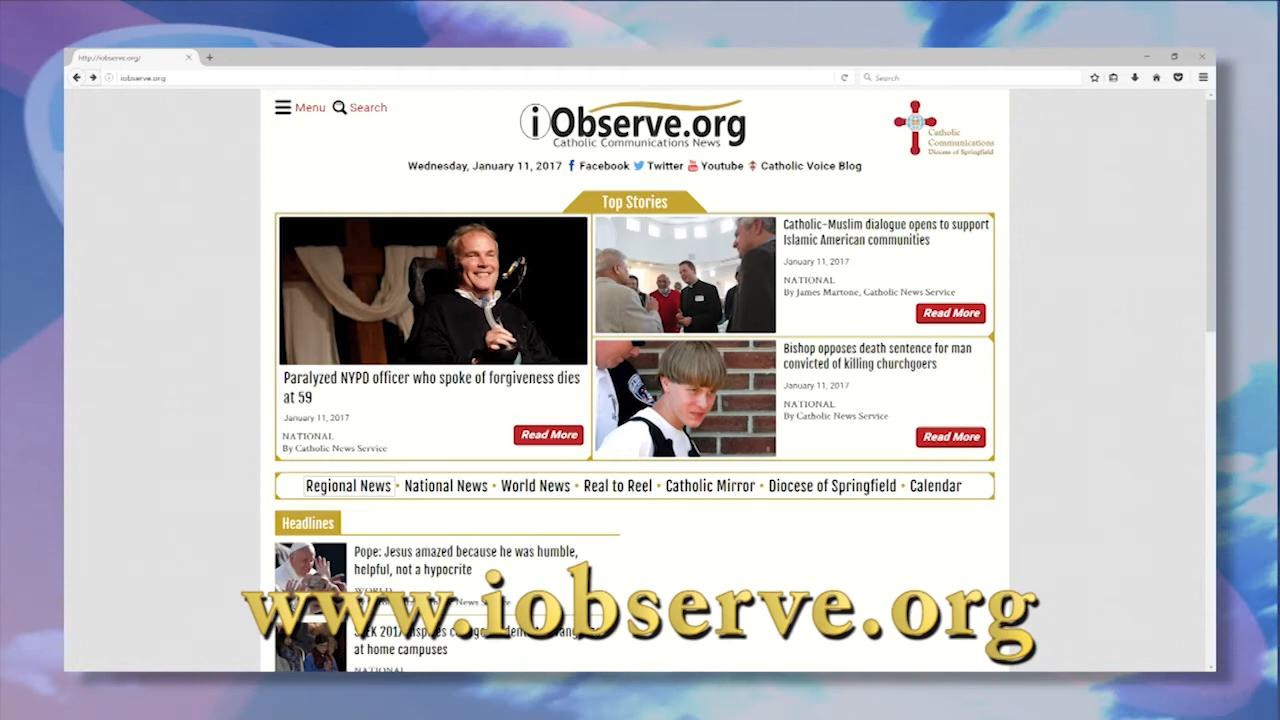 http://iobserve.org/
iobserve.org
Search
Menu Search
iObserve.org
Catholic Communications News
Catholic
Communications
Diocese of Springfield
Wednesday, January 11, 2017 Facebook Twitter Youtube Catholic Voice Blog
Top Stories
Paralyzed NYPD officer who spoke of forgiveness dies
at 59
January 11, 2017
NATIONAL
By Catholic News Service
Read More
Catholic-Muslim dialogue opens to support
Islamic American communities
January 11, 2017
NATIONAL
By James Martone, Catholic News Service
Read More
Bishop opposes death sentence for man
convicted of killing churchgoers
January 11, 2017
NATIONAL
By Catholic News Service
Read More
Regional News • National News • World News • Real to Reel • Catholic Mirror • Diocese of Springfield • Calendar
Headlines
Pope: Jesus amazed because he was humble,
helpful, not a hypocrite
WORLD
News
www.iobserve.org
2017
at home campuses
NATIONAL